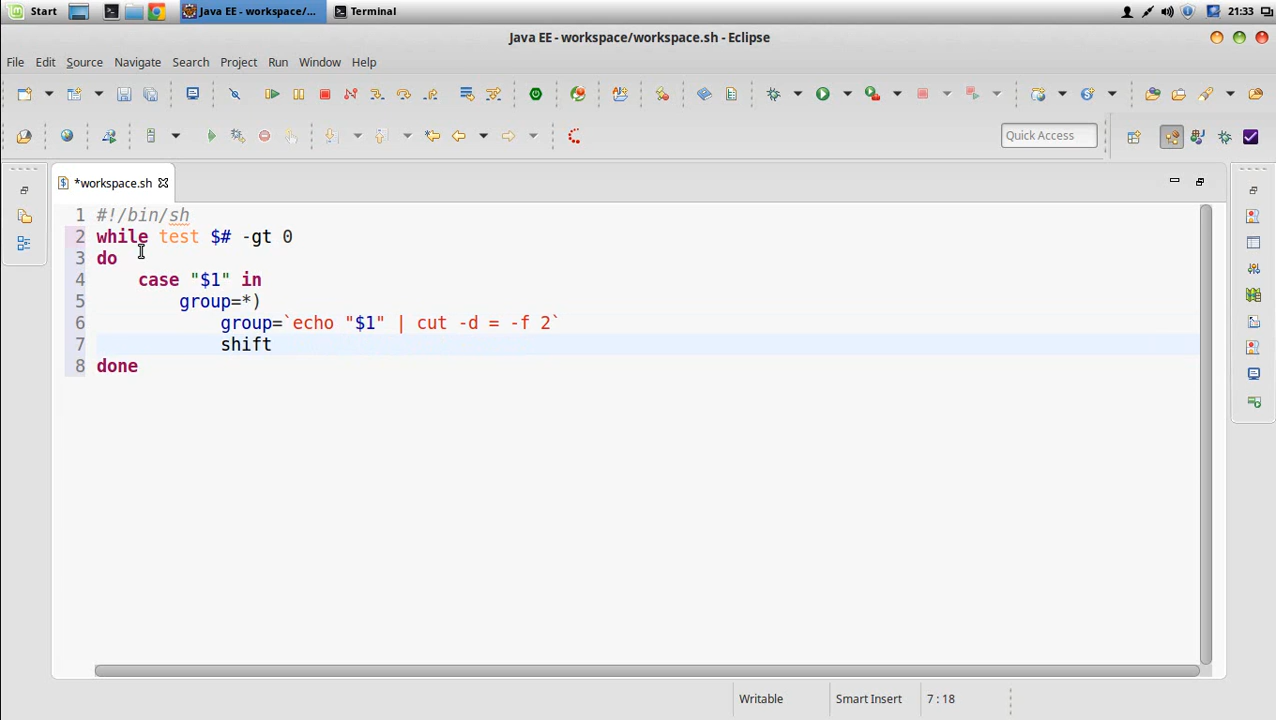 Start
Java EE - workspace/...
Terminal
21:33
Java EE - workspace/workspace.sh - Eclipse
File Edit Source Navigate Search Project Run Window Help
Quick Access
*workspace.sh
1 #!/bin/sh
2 while test $# -gt 0
3 do
4     case "$1" in
5         group=*)
6             group=`echo "$1" | cut -d = -f 2`
7             shift
8 done
Writable
Smart Insert
7 : 18